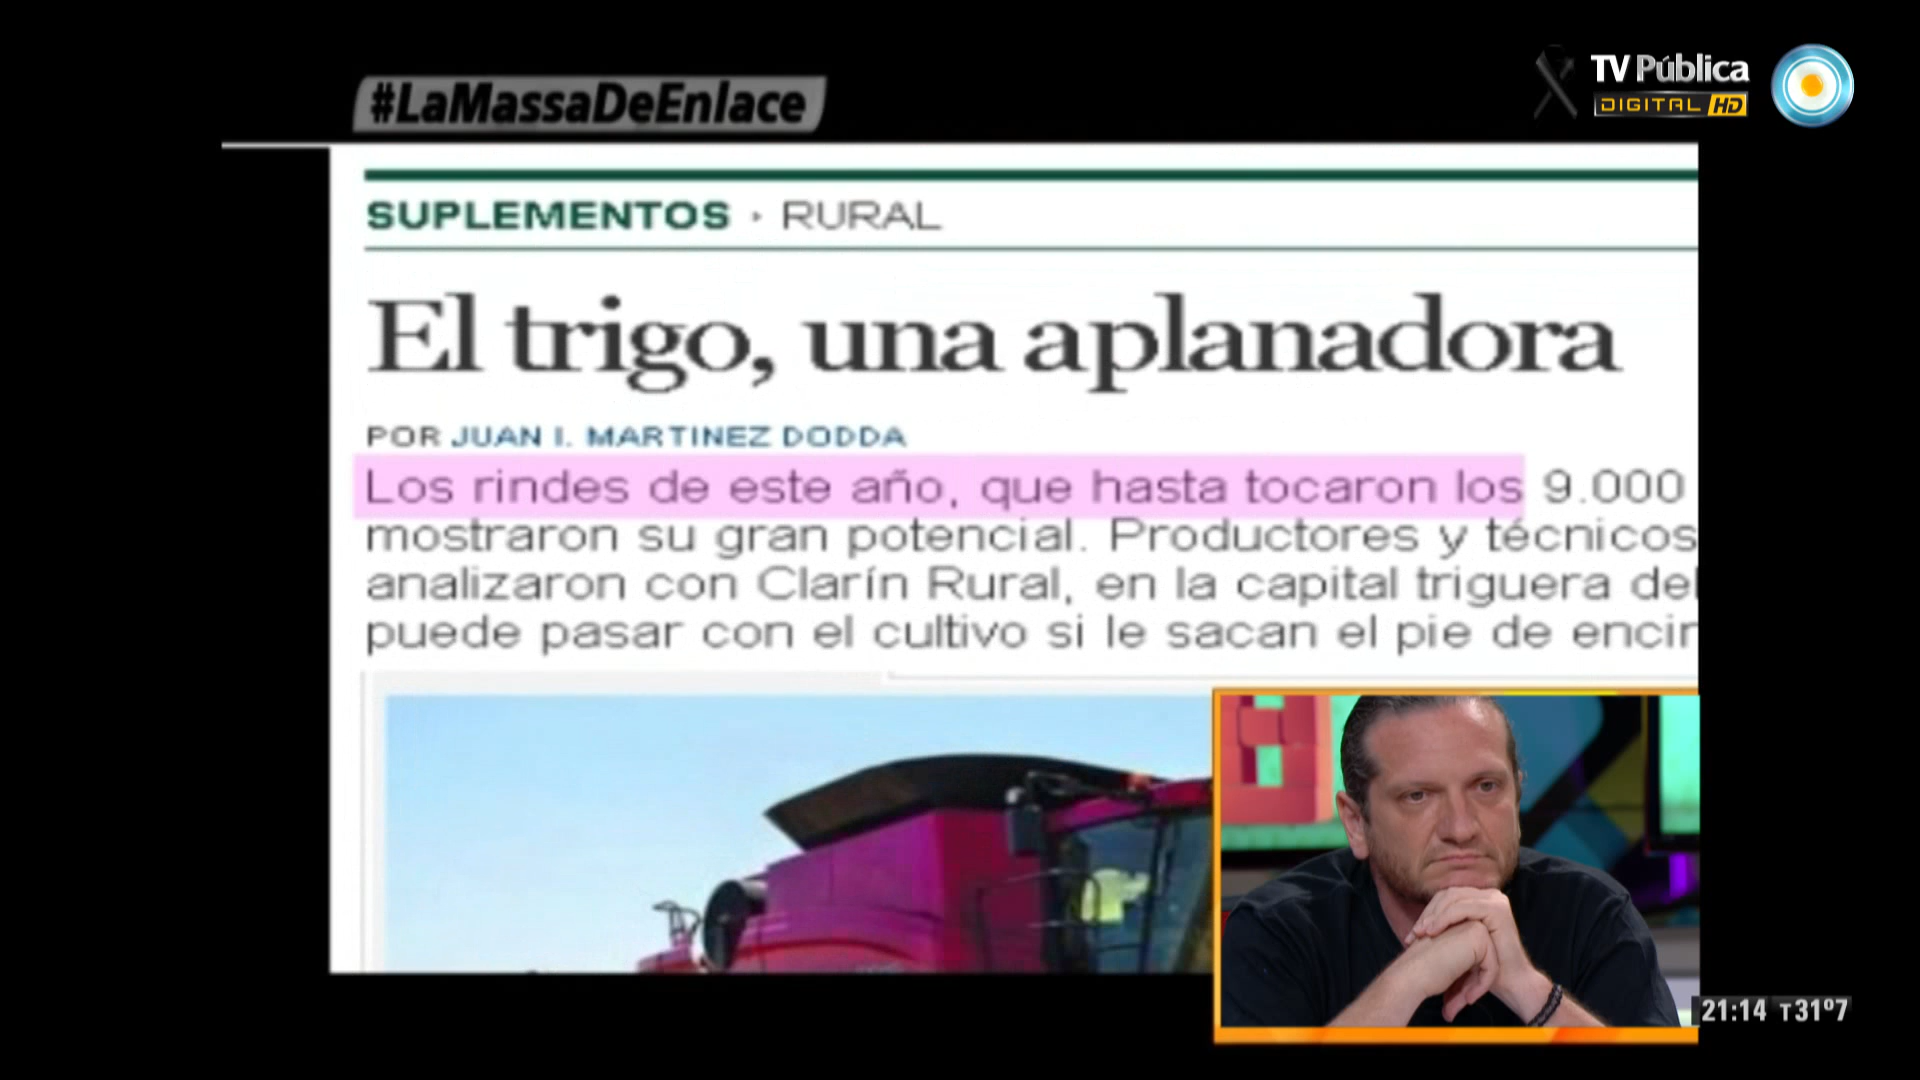 #LaMassaDeEnlace
TV Pública
DIGITAL HD
SUPLEMENTOS · RURAL
El trigo, una aplanadora
POR JUAN I. MARTINEZ DODDA
Los rindes de este año, que hasta tocaron los 9.000
mostraron su gran potencial. Productores y técnicos
analizaron con Clarín Rural, en la capital triguera del
puede pasar con el cultivo si le sacan el pie de encim
21:14 T31º7